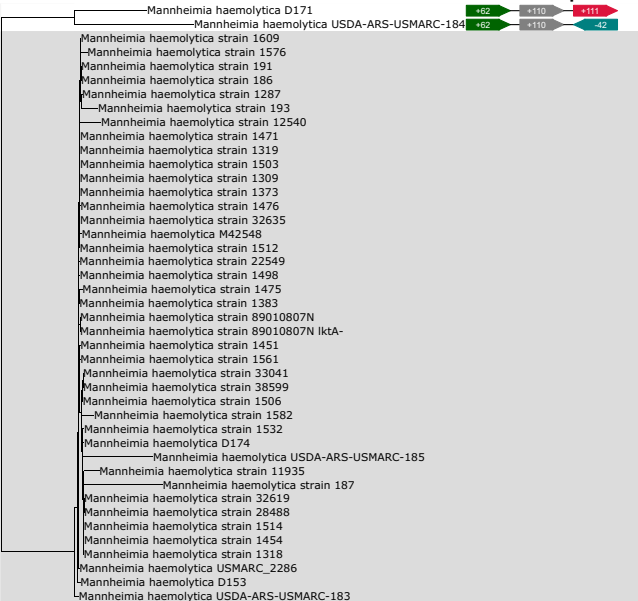 Mannheimia haemolytica D171 +62 +110 +111
Mannheimia haemolytica USDA-ARS-USMARC-184 +62 +110 -42
Mannheimia haemolytica strain 1609
Mannheimia haemolytica strain 1576
Mannheimia haemolytica strain 191
Mannheimia haemolytica strain 186
Mannheimia haemolytica strain 1287
Mannheimia haemolytica strain 193
Mannheimia haemolytica strain 12540
Mannheimia haemolytica strain 1471
Mannheimia haemolytica strain 1319
Mannheimia haemolytica strain 1503
Mannheimia haemolytica strain 1309
Mannheimia haemolytica strain 1373
Mannheimia haemolytica strain 1476
Mannheimia haemolytica strain 32635
Mannheimia haemolytica M42548
Mannheimia haemolytica strain 1512
Mannheimia haemolytica strain 22549
Mannheimia haemolytica strain 1498
Mannheimia haemolytica strain 1475
Mannheimia haemolytica strain 1383
Mannheimia haemolytica strain 89010807N
Mannheimia haemolytica strain 89010807N lktA-
Mannheimia haemolytica strain 1451
Mannheimia haemolytica strain 1561
Mannheimia haemolytica strain 33041
Mannheimia haemolytica strain 38599
Mannheimia haemolytica strain 1506
Mannheimia haemolytica strain 1582
Mannheimia haemolytica strain 1532
Mannheimia haemolytica D174
Mannheimia haemolytica USDA-ARS-USMARC-185
Mannheimia haemolytica strain 11935
Mannheimia haemolytica strain 187
Mannheimia haemolytica strain 32619
Mannheimia haemolytica strain 28488
Mannheimia haemolytica strain 1514
Mannheimia haemolytica strain 1454
Mannheimia haemolytica strain 1318
Mannheimia haemolytica USMARC_2286
Mannheimia haemolytica D153
Mannheimia haemolytica USDA-ARS-USMARC-183